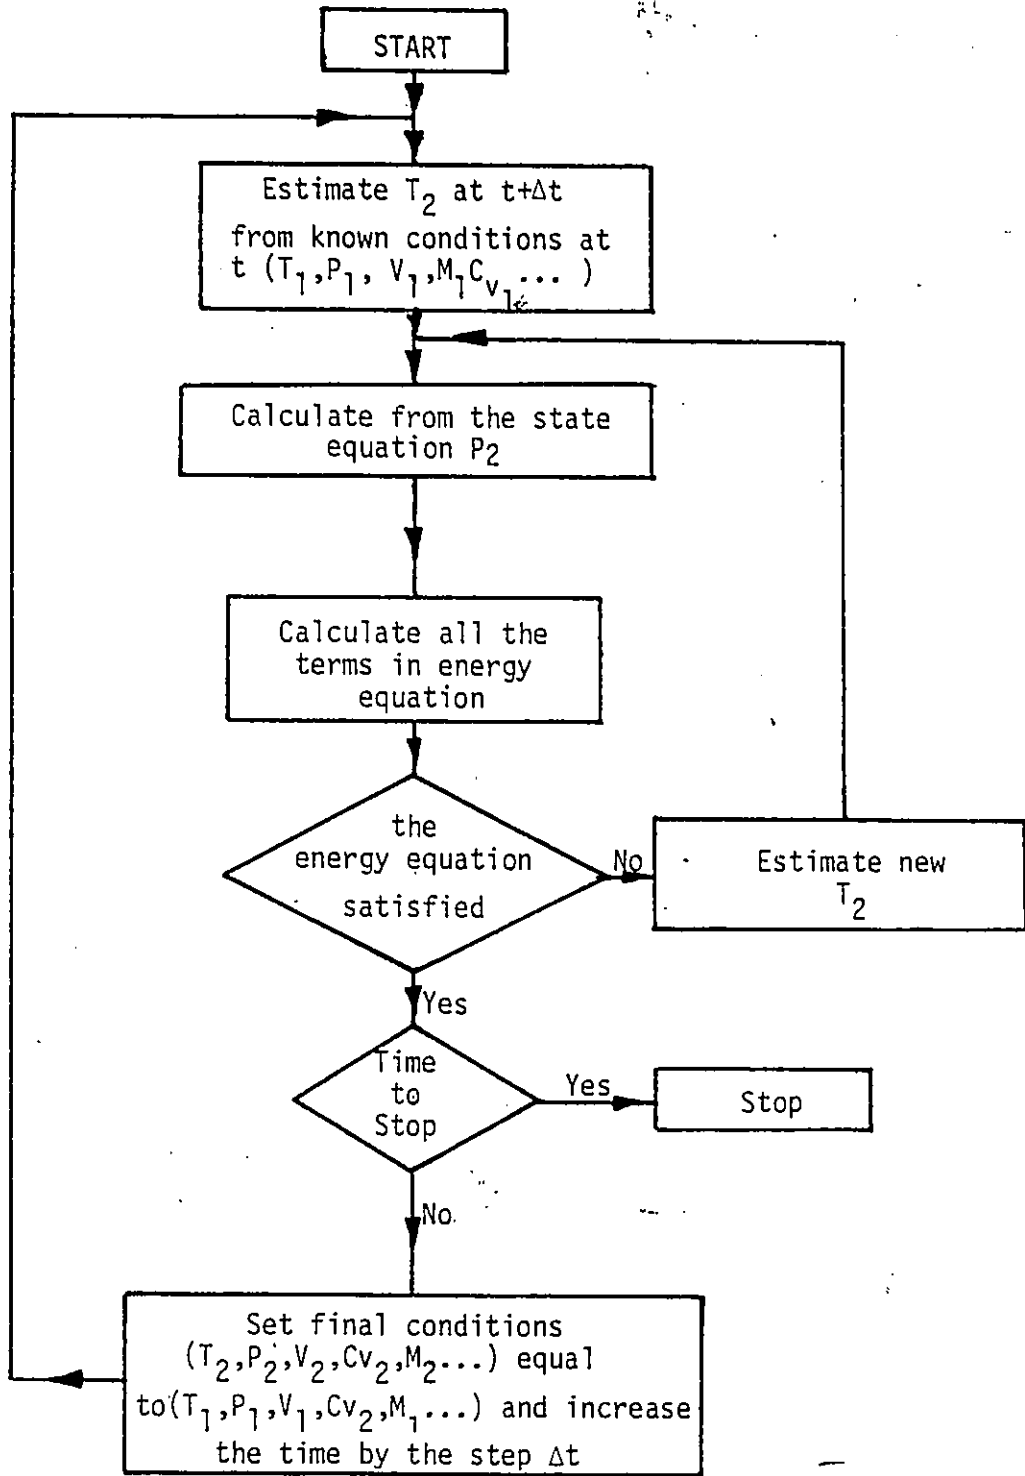 START
Estimate T₂ at t+Δt
from known conditions at
t (T₁,P₁, V₁,M₁C_v₁... )
Calculate from the state
equation P₂
Calculate all the
terms in energy
equation
the
energy equation
satisfied
No
Estimate new
T₂
Yes
Time
to
Stop
Yes
Stop
No
Set final conditions
(T₂,P₂,V₂,Cv₂,M₂...) equal
to(T₁,P₁,V₁,Cv₂,M₁...) and increase
the time by the step Δt